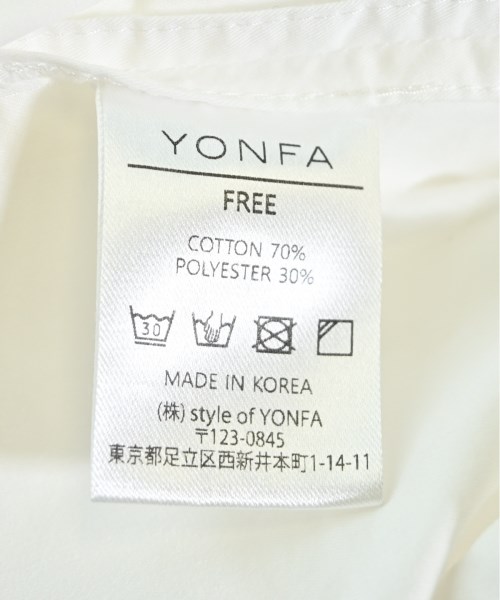 YONFA
FREE
COTTON 70%
POLYESTER 30%
30
MADE IN KOREA
(株) style of YONFA
〒123-0845
東京都足立区西新井本町1-14-11